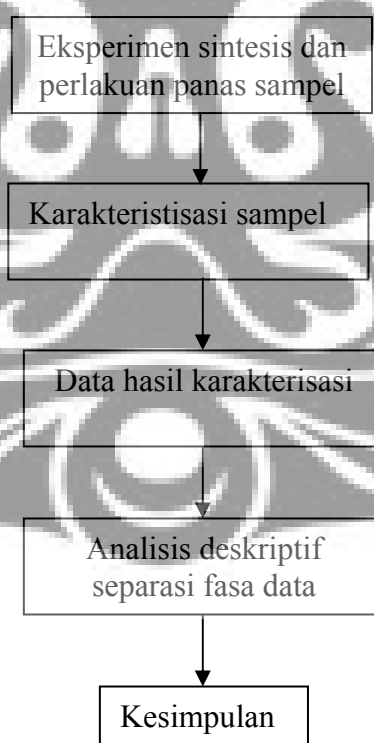 Eksperimen sintesis dan
perlakuan panas sampel
Karakteristisasi sampel
Data hasil karakterisasi
Analisis deskriptif
separasi fasa data
Kesimpulan